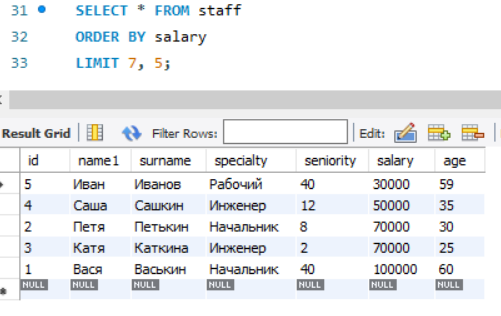 31 SELECT * FROM staff
32 ORDER BY salary
33 LIMIT 7, 5;
Result Grid Filter Rows: Edit:
id name1 surname specialty seniority salary age
5 Иван Иванов Рабочий 40 30000 59
4 Саша Сашкин Инженер 12 50000 35
2 Петя Петькин Начальник 8 70000 30
3 Катя Каткина Инженер 2 70000 25
1 Вася Васькин Начальник 40 100000 60
NULL NULL NULL NULL NULL NULL NULL